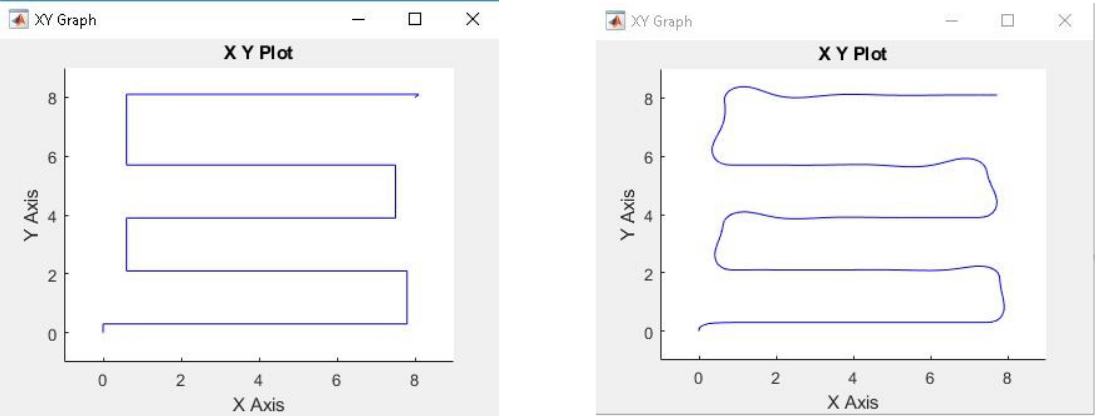 XY Graph
X Y Plot
8
6
4
2
0
Y Axis
0 2 4 6 8
X Axis
XY Graph
X Y Plot
8
6
4
2
0
Y Axis
0 2 4 6 8
X Axis